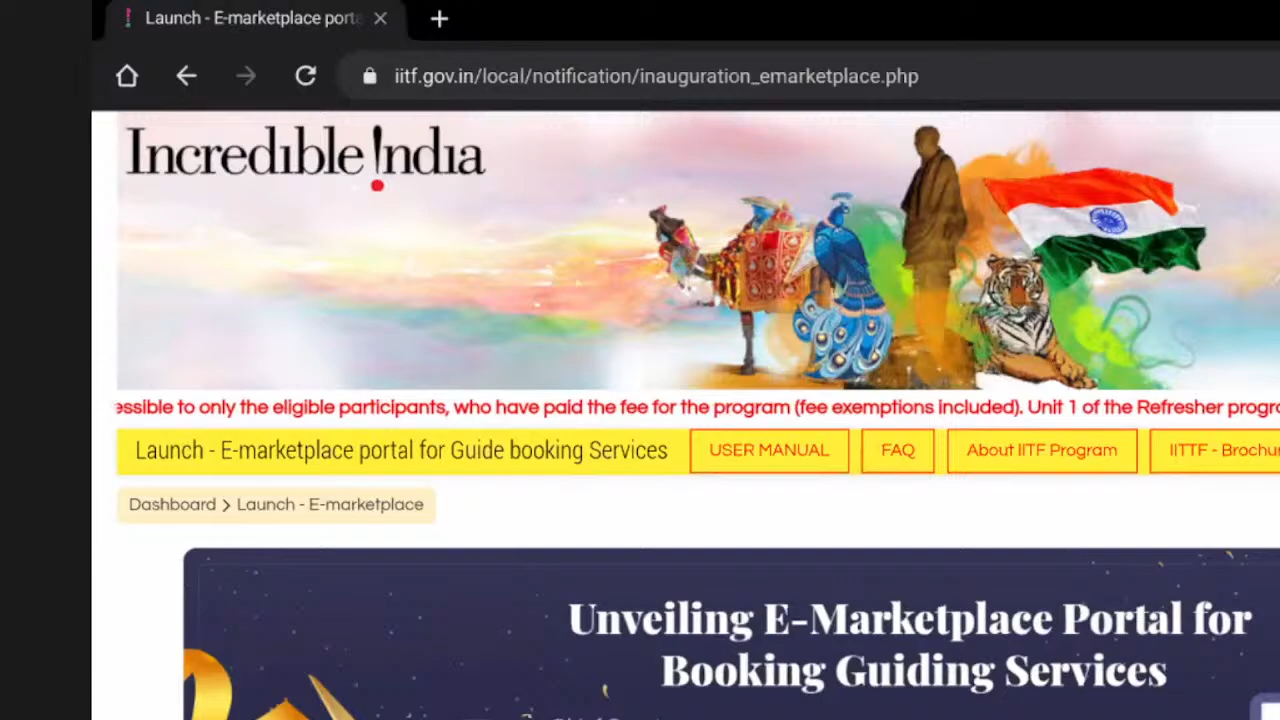 Launch - E-marketplace port
iitf.gov.in/local/notification/inauguration_emarketplace.php
Incredible !ndia
essible to only the eligible participants, who have paid the fee for the program (fee exemptions included). Unit 1 of the Refresher progr
Launch - E-marketplace portal for Guide booking Services
USER MANUAL
FAQ
About IITF Program
IITTF - Brochur
Dashboard > Launch - E-marketplace
Unveiling E-Marketplace Portal for
Booking Guiding Services